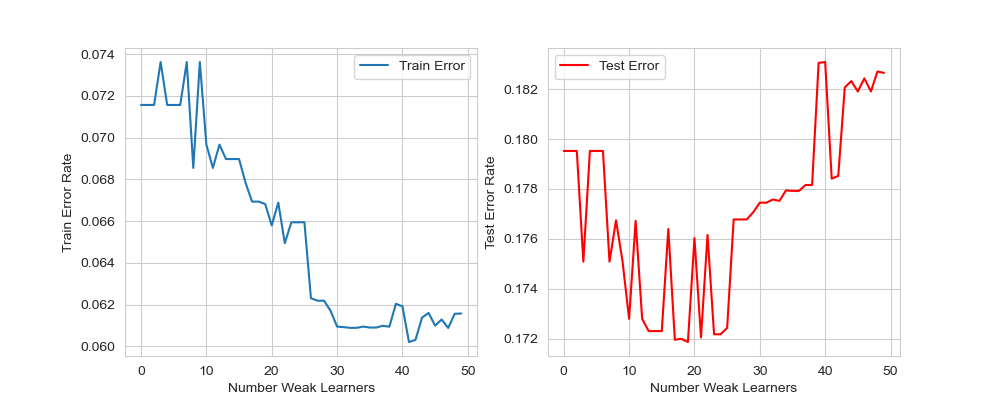 0.074
0.072
0.070
0.068
0.066
0.064
0.062
0.060
Train Error Rate
Train Error
0 10 20 30 40 50
Number Weak Learners
0.182
0.180
0.178
0.176
0.174
0.172
Test Error Rate
Test Error
0 10 20 30 40 50
Number Weak Learners